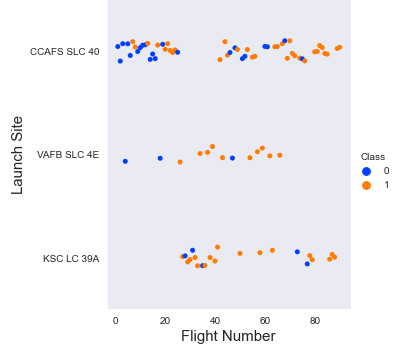 CCAFS SLC 40
VAFB SLC 4E
KSC LC 39A
Launch Site
0 20 40 60 80
Flight Number
Class
0
1